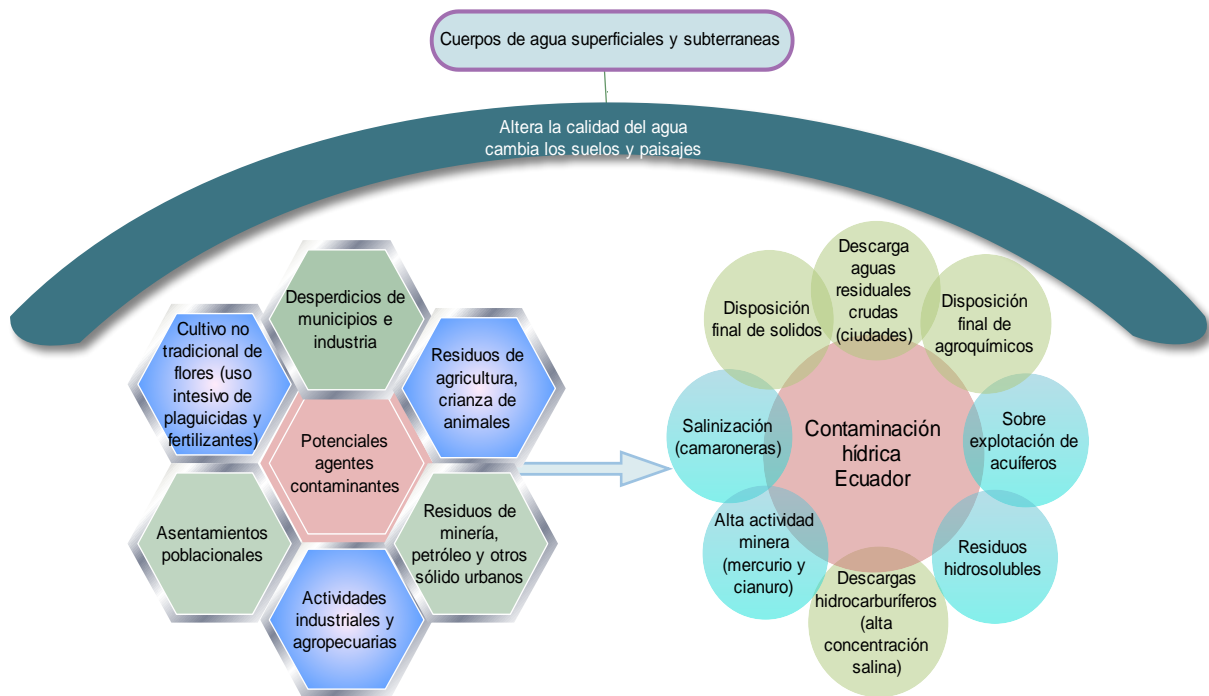 Cuerpos de agua superficiales y subterraneas
Altera la calidad del agua
cambia los suelos y paisajes
Desperdicios de
municipios e
industria
Cultivo no
tradicional de
flores (uso
intesivo de
plaguicidas y
fertilizantes)
Residuos de
agricultura,
crianza de
animales
Potenciales
agentes
contaminantes
Asentamientos
poblacionales
Residuos de
minería,
petróleo y otros
sólido urbanos
Actividades
industriales y
agropecuarias
Descarga
aguas
residuales
crudas
(ciudades)
Disposición
final de solidos
Disposición
final de
agroquímicos
Salinización
(camaroneras)
Contaminación
hídrica
Ecuador
Sobre
explotación de
acuíferos
Alta actividad
minera
(mercurio y
cianuro)
Residuos
hidrosolubles
Descargas
hidrocarburíferos
(alta
concentración
salina)